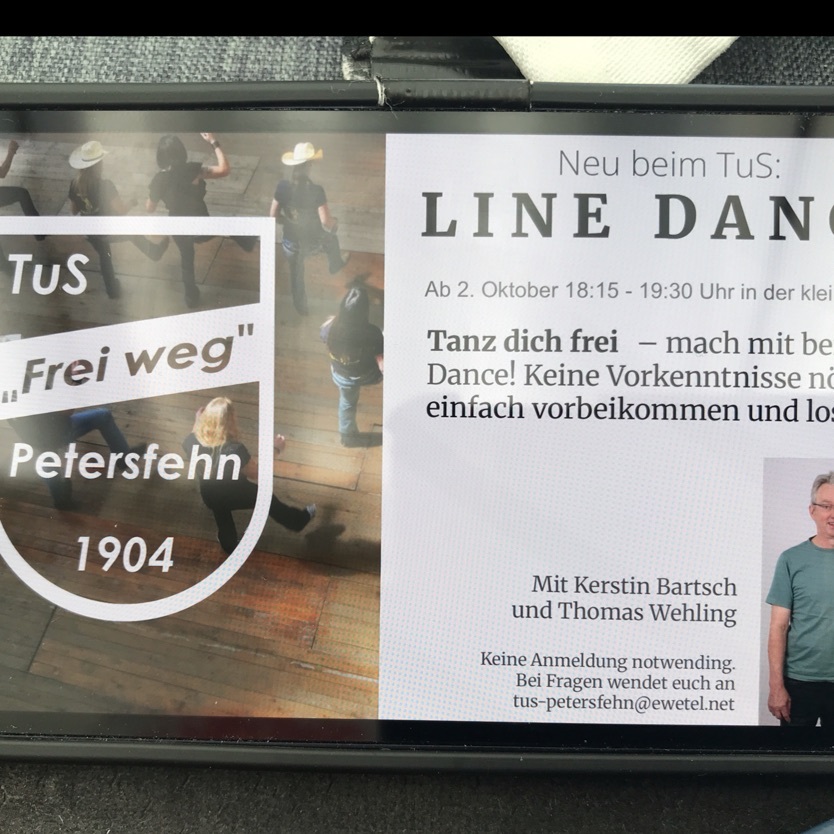 TuS
„Frei weg"
Petersfehn
1904
Neu beim TuS:
LINE DANC
Ab 2. Oktober 18:15 - 19:30 Uhr in der klei
Tanz dich frei – mach mit be
Dance! Keine Vorkenntnisse nö
einfach vorbeikommen und los
Mit Kerstin Bartsch
und Thomas Wehling
Keine Anmeldung notwending.
Bei Fragen wendet euch an
tus-petersfehn@ewetel.net